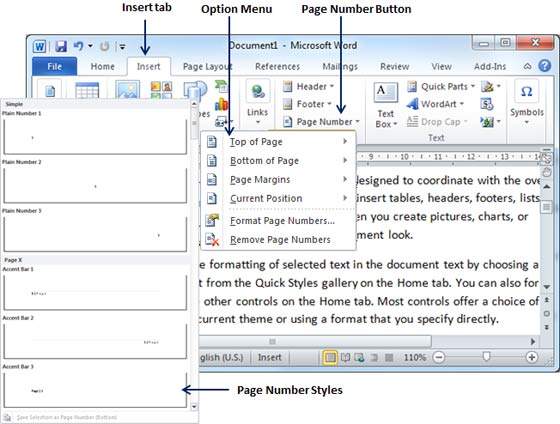 Insert tab Option Menu Page Number Button
Document1 - Microsoft Word
File Home Insert Page Layout References Mailings Review View Add-Ins
Simple
Plain Number 1
Plain Number 2
Plain Number 3
Page X
Accent Bar 1
Accent Bar 2
Accent Bar 3
Save Selection as Page Number (Bottom)
Links
Header
Footer
Page Number
Text Box
Quick Parts
WordArt
Drop Cap
Text
Symbols
Top of Page
Bottom of Page
Page Margins
Current Position
Format Page Numbers...
Remove Page Numbers
9 10 11 12 13
designed to coordinate with the ove
insert tables, headers, footers, lists
en you create pictures, charts, or
ment look.
e formatting of selected text in the document text by choosing a
t from the Quick Styles gallery on the Home tab. You can also for
other controls on the Home tab. Most controls offer a choice of
current theme or using a format that you specify directly.
glish (U.S.) Insert 110%
Page Number Styles